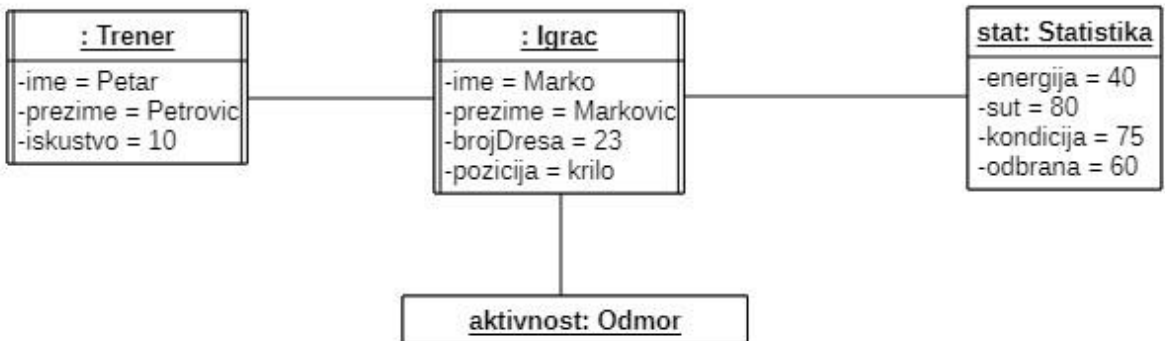 : Trener
-ime = Petar
-prezime = Petrovic
-iskustvo = 10
: Igrac
-ime = Marko
-prezime = Markovic
-brojDresa = 23
-pozicija = krilo
stat: Statistika
-energija = 40
-sut = 80
-kondicija = 75
-odbrana = 60
aktivnost: Odmor